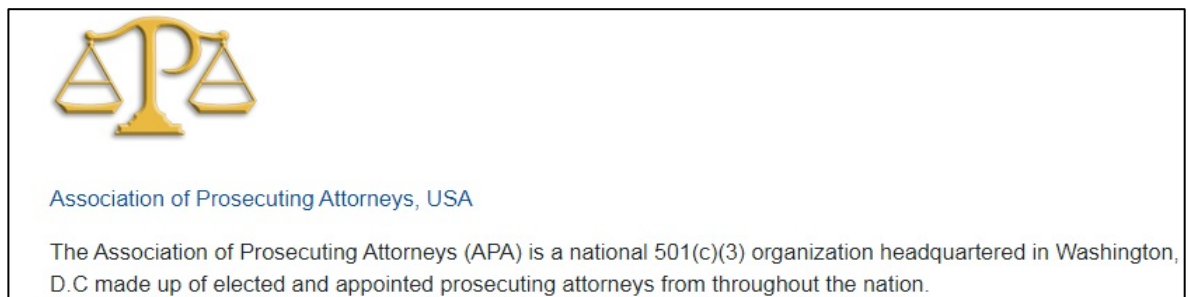 Association of Prosecuting Attorneys, USA
The Association of Prosecuting Attorneys (APA) is a national 501(c)(3) organization headquartered in Washington,
D.C made up of elected and appointed prosecuting attorneys from throughout the nation.